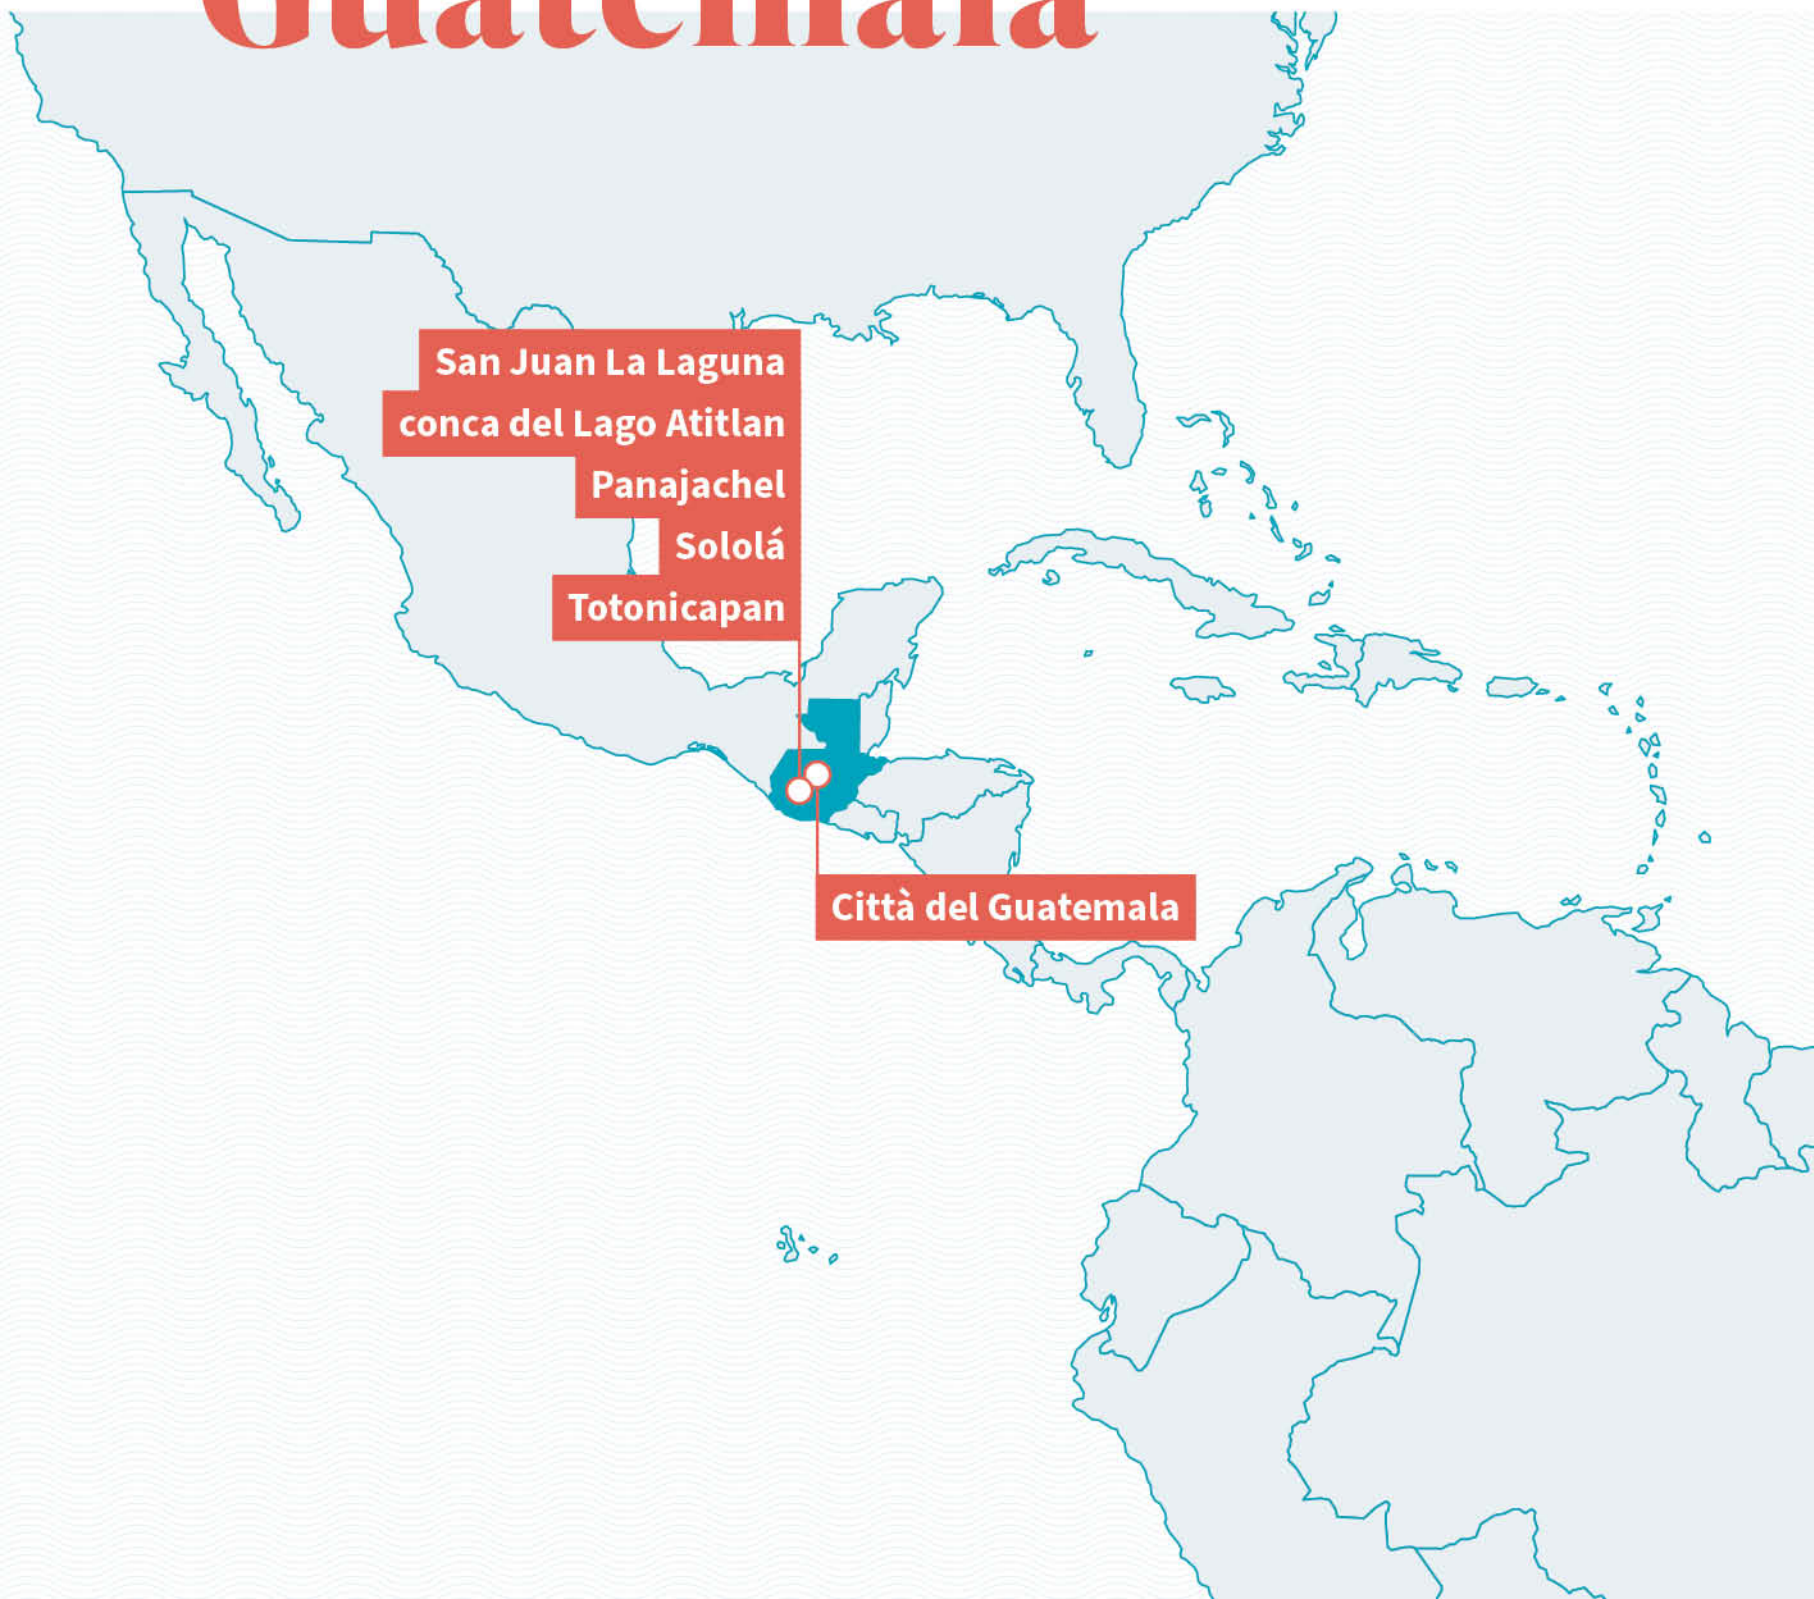 Guatemala
San Juan La Laguna
conca del Lago Atitlan
Panajachel
Sololá
Totonicapan
Città del Guatemala